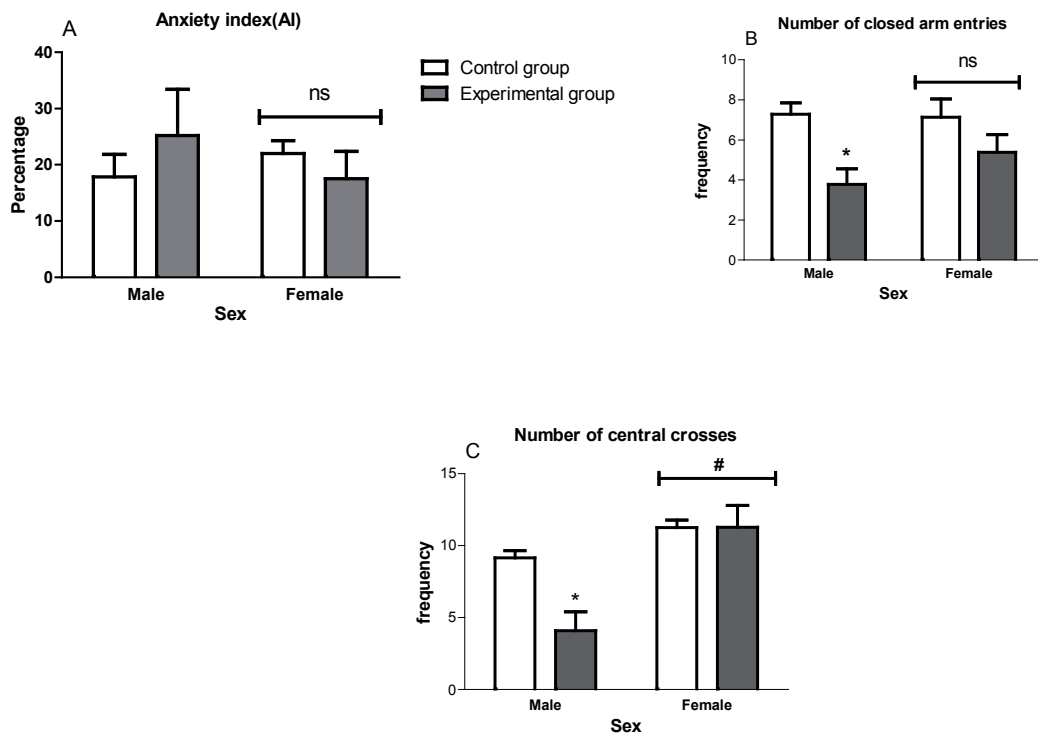 A
Anxiety index(AI)
Percentage
40
30
20
10
0
ns
Male
Female
Sex
Control group
Experimental group
B
Number of closed arm entries
frequency
10
8
6
4
2
0
*
ns
Male
Female
Sex
C
Number of central crosses
frequency
15
10
5
0
*
#
Male
Female
Sex